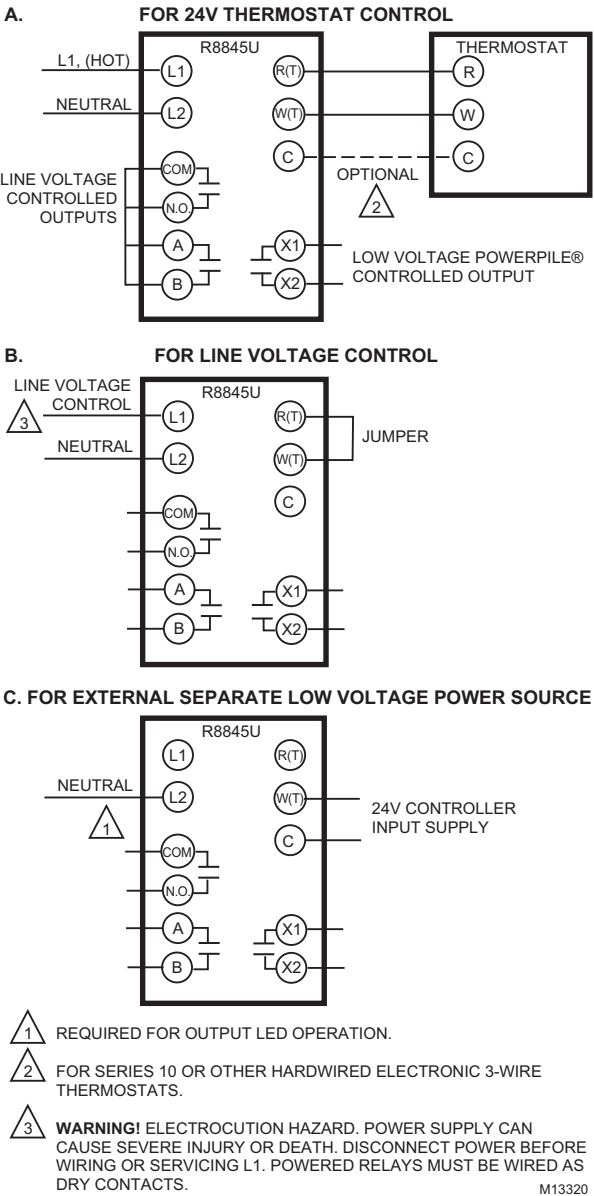 A. FOR 24V THERMOSTAT CONTROL
R8845U
THERMOSTAT
L1, (HOT)
L1
R(T)
R
NEUTRAL
L2
W(T)
W
C
C
OPTIONAL
2
LINE VOLTAGE
CONTROLLED
OUTPUTS
COM
N.O.
A
B
X1
X2
LOW VOLTAGE POWERPILE®
CONTROLLED OUTPUT
B. FOR LINE VOLTAGE CONTROL
R8845U
LINE VOLTAGE
CONTROL
3
L1
R(T)
JUMPER
NEUTRAL
L2
W(T)
C
COM
N.O.
A
X1
B
X2
C. FOR EXTERNAL SEPARATE LOW VOLTAGE POWER SOURCE
R8845U
L1
R(T)
NEUTRAL
L2
W(T)
24V CONTROLLER
INPUT SUPPLY
1
C
COM
N.O.
A
X1
B
X2
1 REQUIRED FOR OUTPUT LED OPERATION.
2 FOR SERIES 10 OR OTHER HARDWIRED ELECTRONIC 3-WIRE
THERMOSTATS.
3 WARNING! ELECTROCUTION HAZARD. POWER SUPPLY CAN
CAUSE SEVERE INJURY OR DEATH. DISCONNECT POWER BEFORE
WIRING OR SERVICING L1. POWERED RELAYS MUST BE WIRED AS
DRY CONTACTS.
M13320